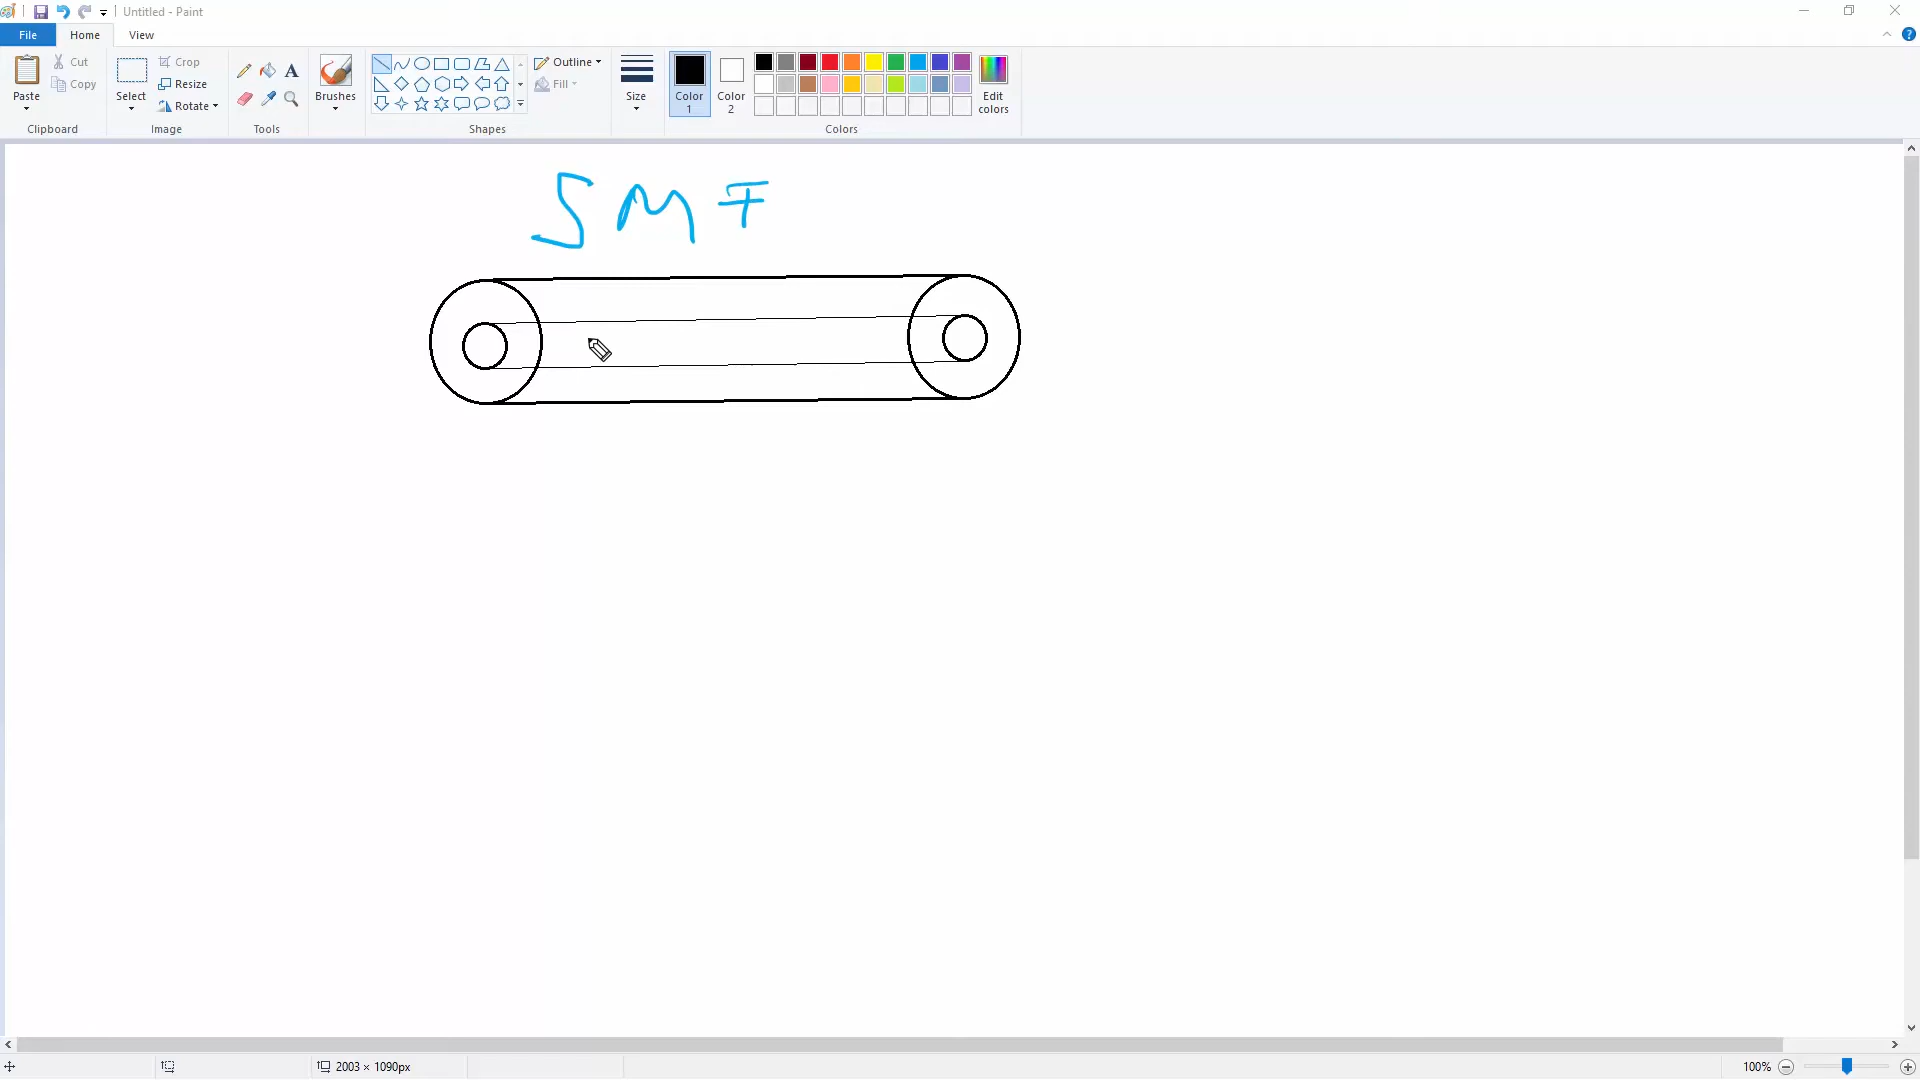 Untitled - Paint
File Home View
Paste Cut Copy Clipboard
Select Crop Resize Rotate Image
Tools
Brushes
Outline Fill Shapes
Size
Color 1 Color 2 Edit colors Colors
SMF
2003 × 1090px 100%